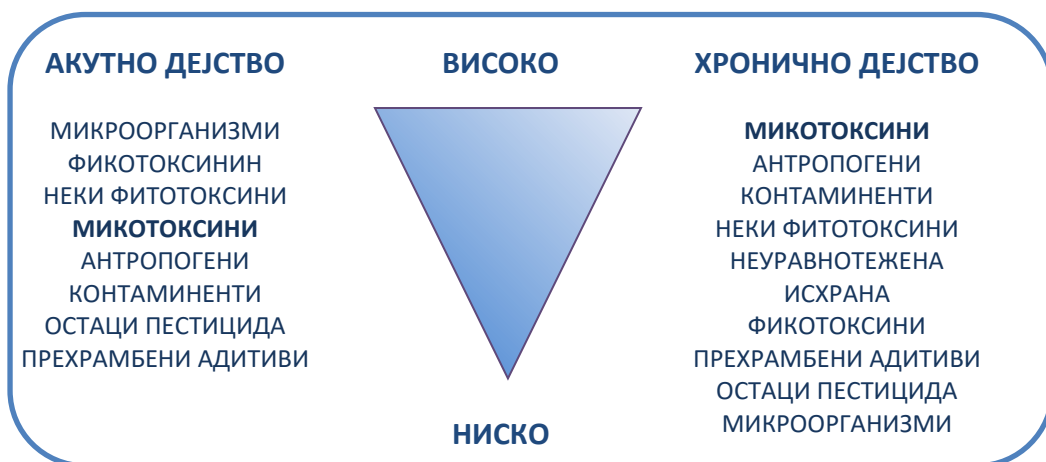 АКУТНО ДЕЈСТВО
МИКРООРГАНИЗМИ
ФИКОТОКСИНИН
НЕКИ ФИТОТОКСИНИ
МИКОТОКСИНИ
АНТРОПОГЕНИ
КОНТАМИНЕНТИ
ОСТАЦИ ПЕСТИЦИДА
ПРЕХРАМБЕНИ АДИТИВИ
ВИСОКО
НИСКО
ХРОНИЧНО ДЕЈСТВО
МИКОТОКСИНИ
АНТРОПОГЕНИ
КОНТАМИНЕНТИ
НЕКИ ФИТОТОКСИНИ
НЕУРАВНОТЕЖЕНА
ИСХРАНА
ФИКОТОКСИНИ
ПРЕХРАМБЕНИ АДИТИВИ
ОСТАЦИ ПЕСТИЦИДА
МИКРООРГАНИЗМИ